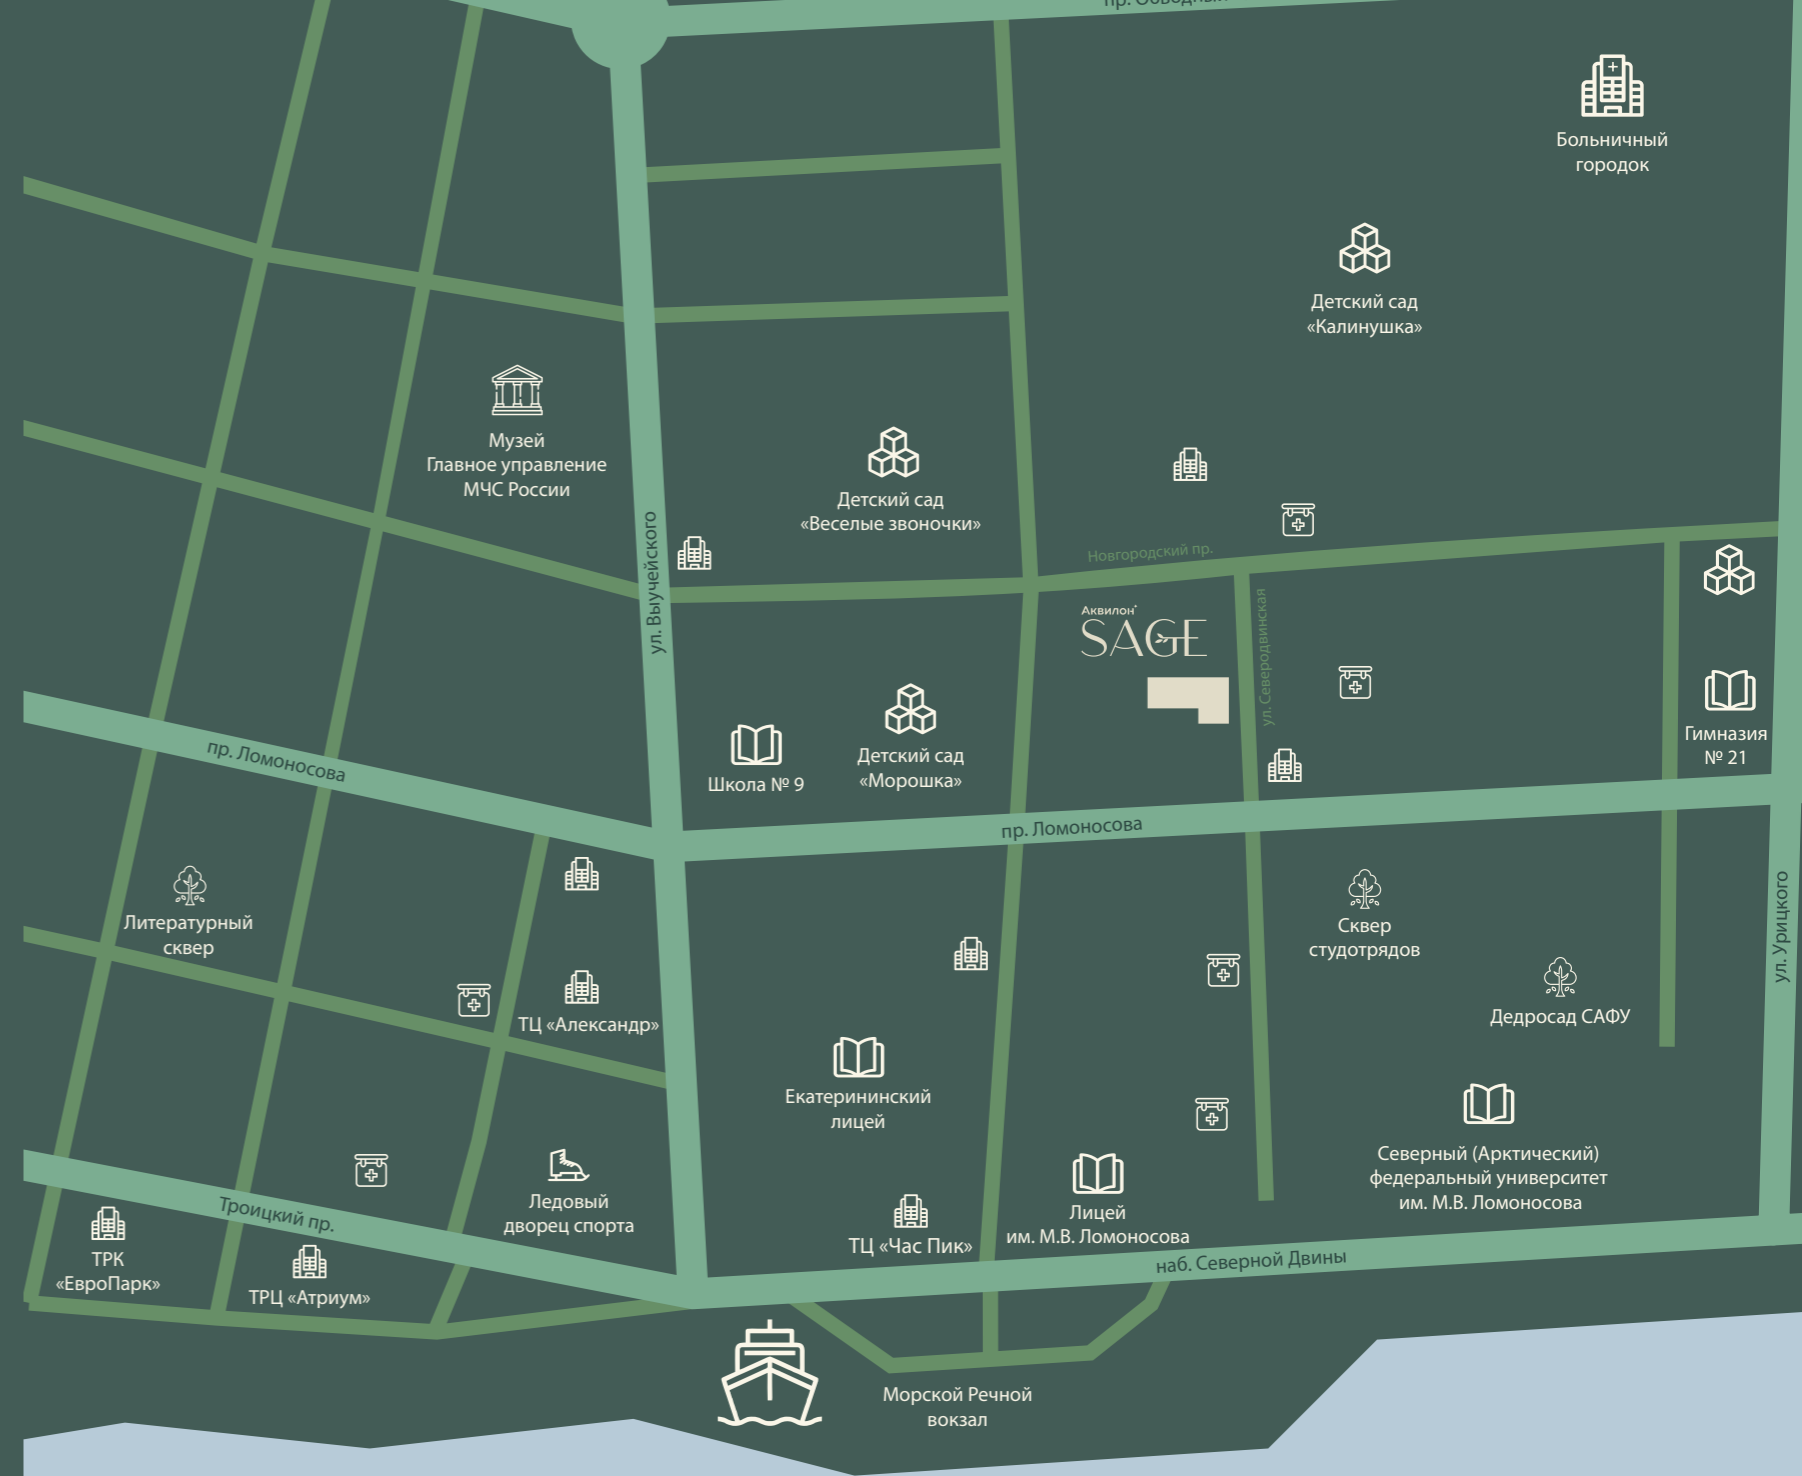 пр. Обводный
Больничный
городок
Детский сад
«Калинушка»
Музей
Главное управление
МЧС России
Детский сад
«Веселые звоночки»
ул. Выучейского
Новгородский пр.
Аквилон
SAGE
ул. Северодвинская
Гимназия
№ 21
пр. Ломоносова
Школа № 9
Детский сад
«Морошка»
пр. Ломоносова
Литературный
сквер
Сквер
студотрядов
ул. Урицкого
ТЦ «Александр»
Дедросад САФУ
Екатерининский
лицей
Северный (Арктический)
федеральный университет
им. М.В. Ломоносова
Троицкий пр.
Ледовый
дворец спорта
Лицей
им. М.В. Ломоносова
ТЦ «Час Пик»
ТРК
«ЕвроПарк»
ТРЦ «Атриум»
наб. Северной Двины
Морской Речной
вокзал